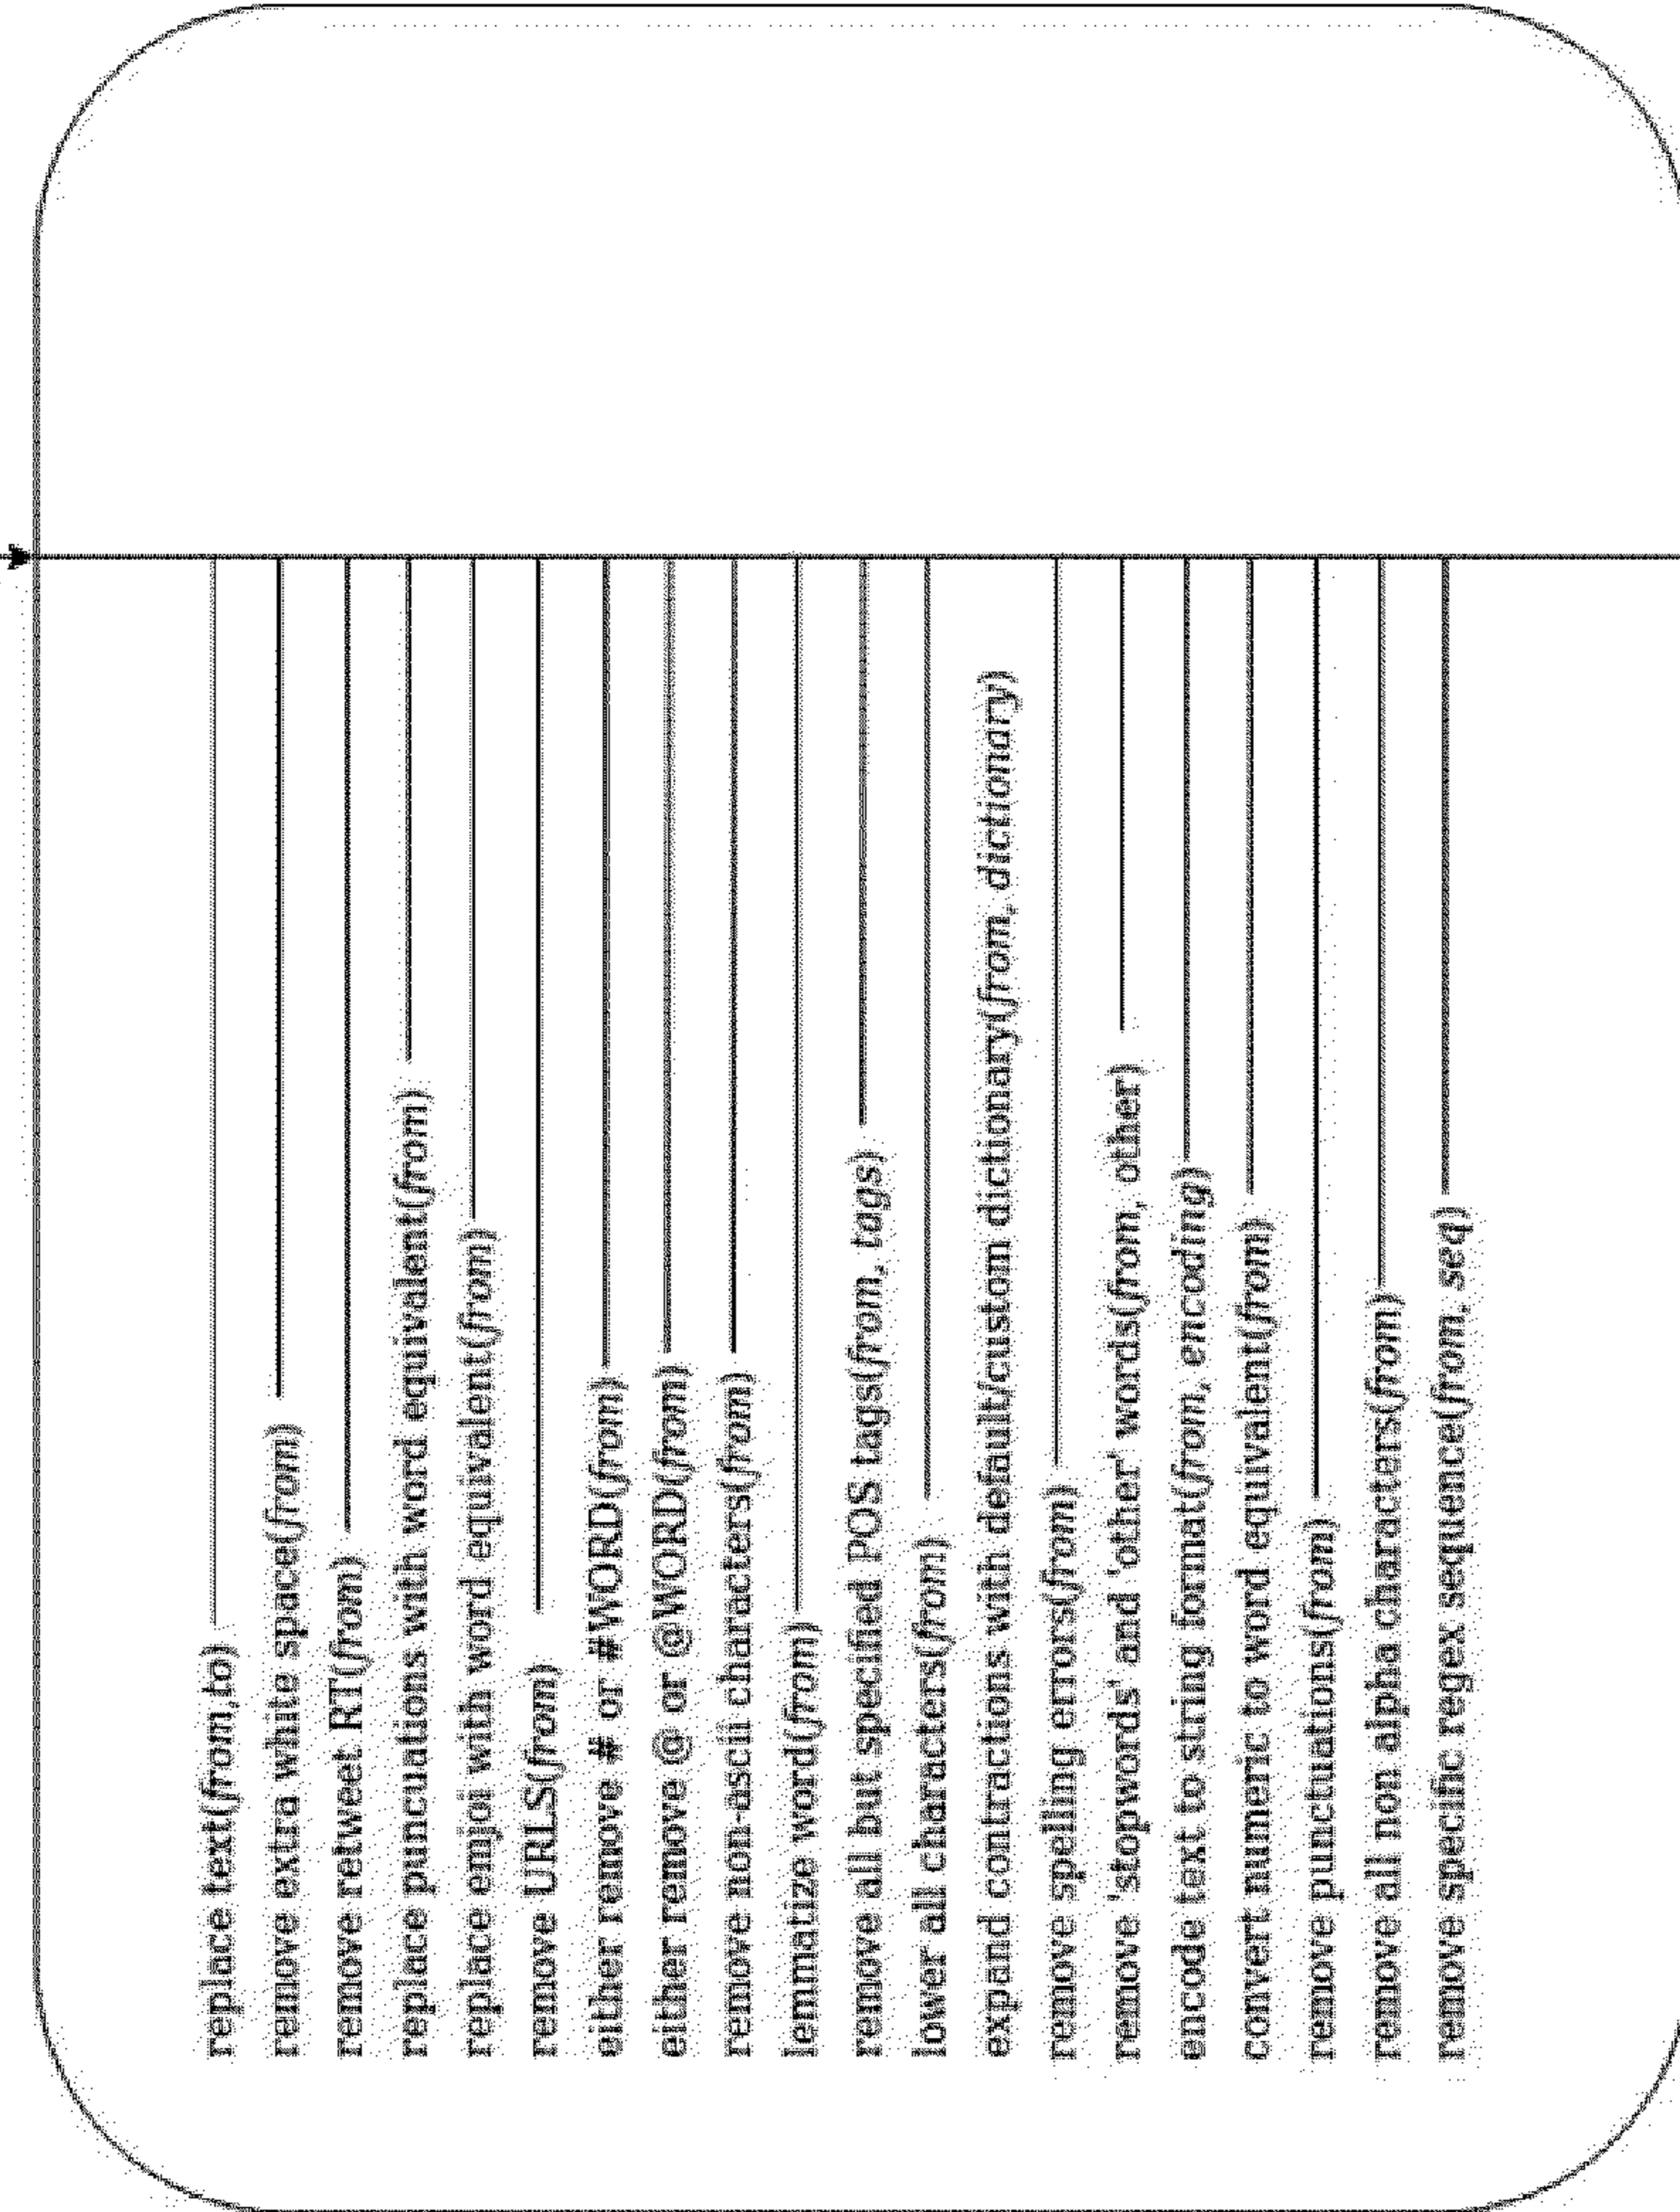 replace text(from,to)
remove extra white space(from)
remove retweet RT(from)
replace puncuations with word equivalent(from)
replace emjoi with word equivalent(from)
remove URLS(from)
either remove # or #WORD(from)
either remove @ or @WORD(from)
remove non-ascii characters(from)
lemmatize word(from)
remove all but specified POS tags(from, tags)
lower all characters(from)
expand contractions with default/custom dictionary(from, dictionary)
remove spelling errors(from)
remove 'stopwords' and 'other' words(from, other)
encode text to string format(from, encoding)
convert numeric to word equivalent(from)
remove punctuations(from)
remove all non alpha characters(from)
remove specific regex sequence(from, seq)